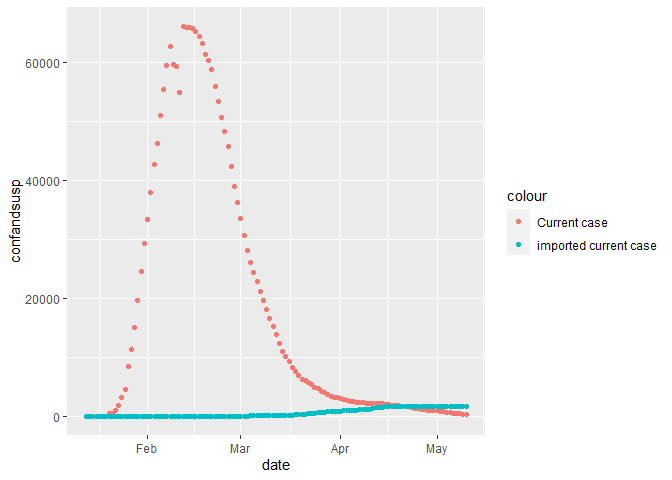 60000
40000
20000
0
confandsusp
Feb Mar Apr May
date
colour
Current case
imported current case